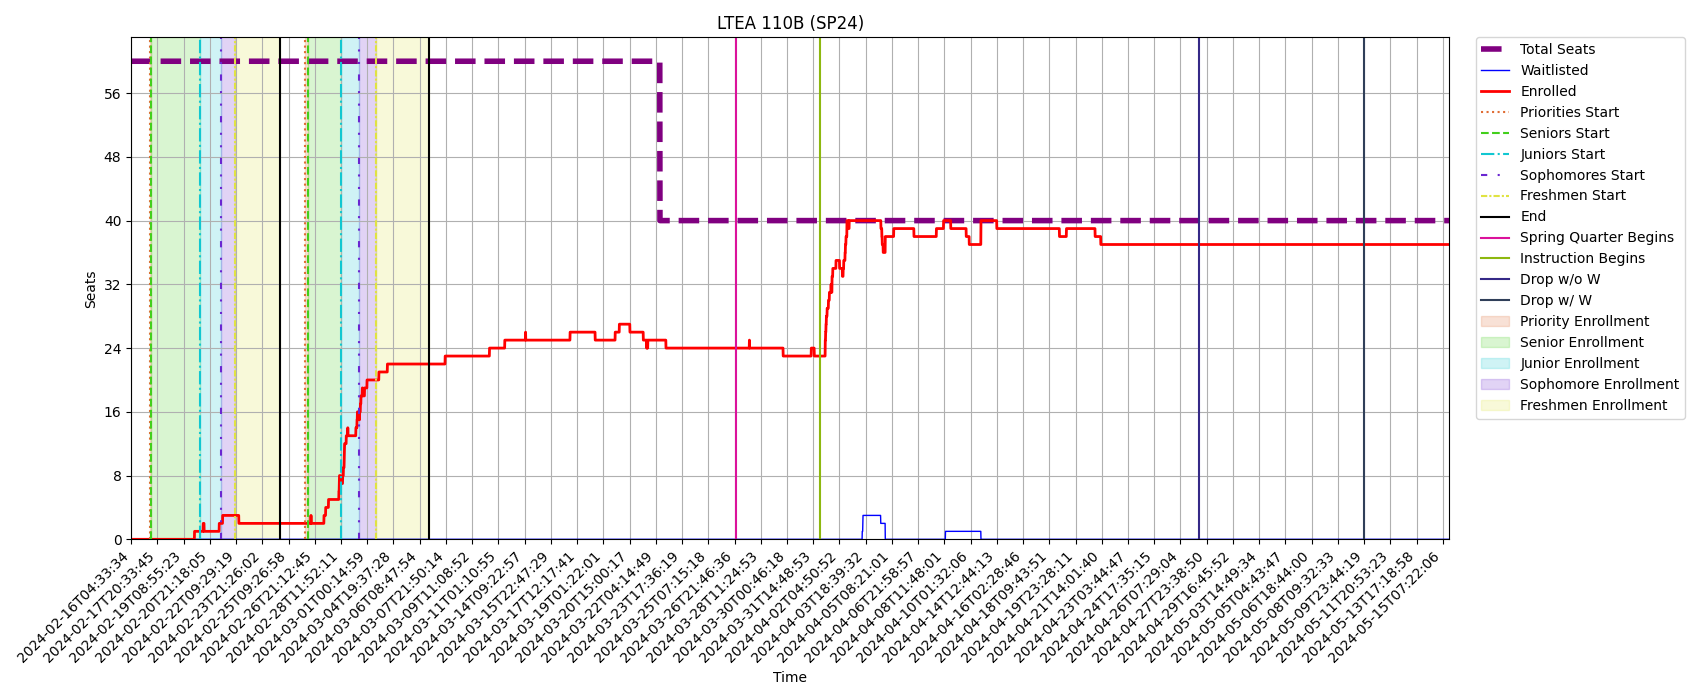 LTEA 110B (SP24)
Seats
56
48
40
32
24
16
8
0
2024-02-16T04:33:34
2024-02-17T20:33:45
2024-02-19T08:55:23
2024-02-20T21:18:05
2024-02-22T09:29:19
2024-02-23T21:26:02
2024-02-25T09:26:58
2024-02-26T21:12:45
2024-02-28T11:52:11
2024-03-01T00:14:59
2024-03-04T19:37:28
2024-03-06T08:47:54
2024-03-07T21:50:14
2024-03-09T11:08:52
2024-03-11T01:10:55
2024-03-14T09:22:57
2024-03-15T22:47:29
2024-03-17T12:17:41
2024-03-19T01:22:01
2024-03-20T15:00:17
2024-03-22T04:14:49
2024-03-23T17:36:19
2024-03-25T07:15:18
2024-03-26T21:46:36
2024-03-28T11:24:53
2024-03-30T00:46:18
2024-03-31T14:48:53
2024-04-02T04:50:52
2024-04-03T18:39:32
2024-04-05T08:21:01
2024-04-06T21:58:57
2024-04-08T11:48:01
2024-04-10T01:32:06
2024-04-14T12:44:13
2024-04-16T02:28:46
2024-04-18T09:43:51
2024-04-19T23:28:11
2024-04-21T14:01:40
2024-04-23T03:44:47
2024-04-24T17:35:15
2024-04-26T07:29:04
2024-04-27T23:38:50
2024-04-29T16:45:52
2024-05-03T14:49:34
2024-05-05T04:43:47
2024-05-06T18:44:00
2024-05-08T09:32:33
2024-05-09T23:44:19
2024-05-11T20:53:23
2024-05-13T17:18:58
2024-05-15T07:22:06
Time
Total Seats
Waitlisted
Enrolled
Priorities Start
Seniors Start
Juniors Start
Sophomores Start
Freshmen Start
End
Spring Quarter Begins
Instruction Begins
Drop w/o W
Drop w/ W
Priority Enrollment
Senior Enrollment
Junior Enrollment
Sophomore Enrollment
Freshmen Enrollment